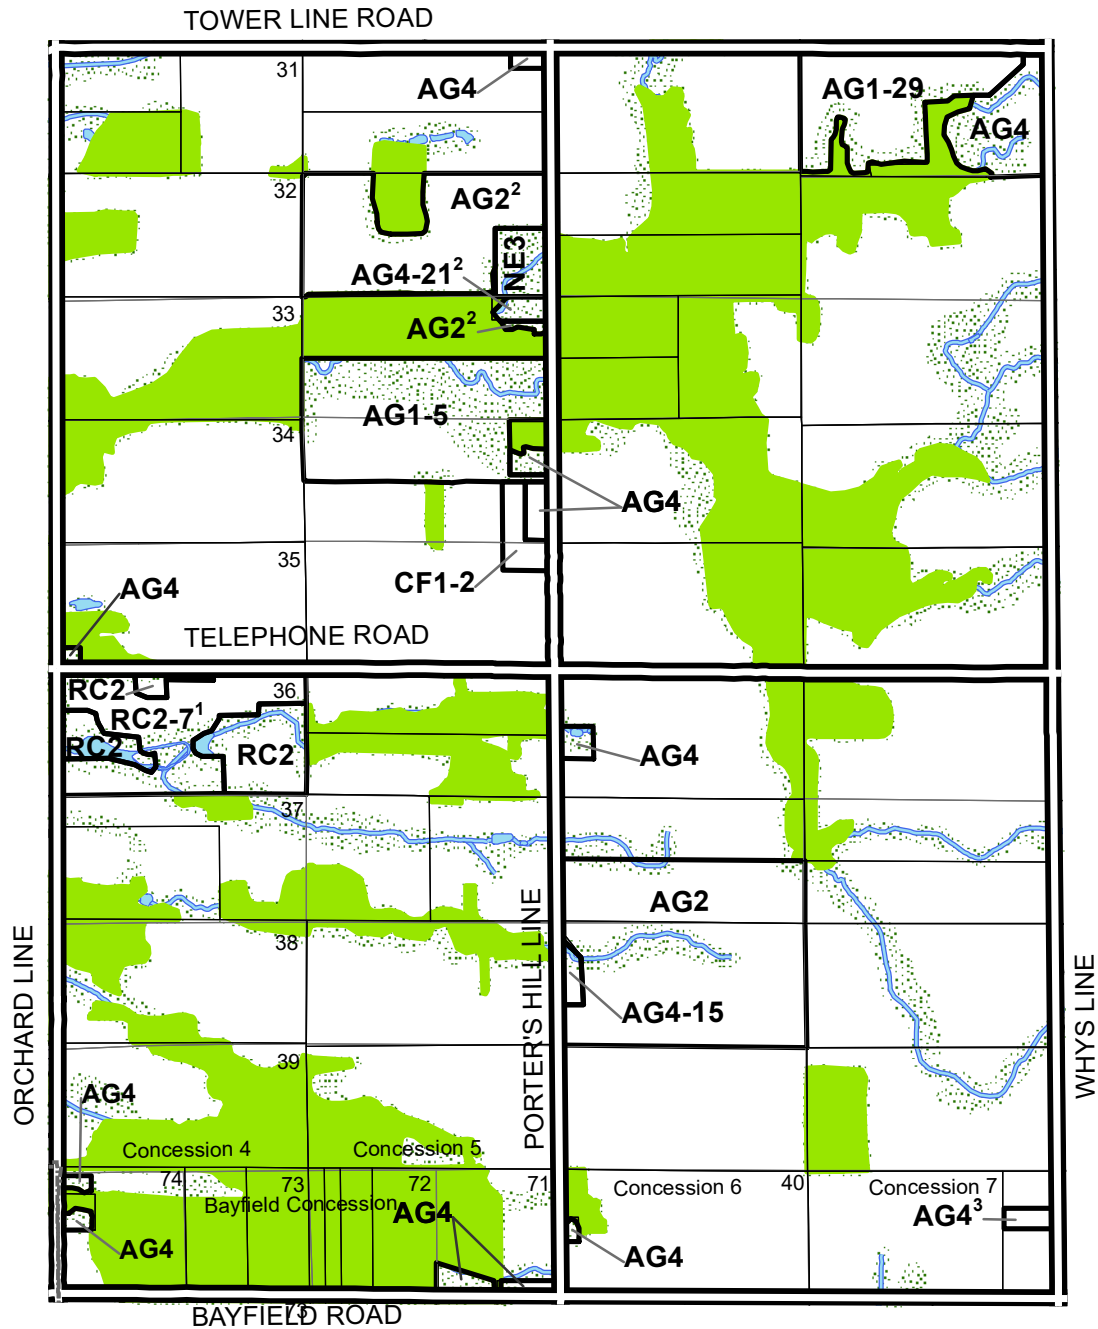 TOWER LINE ROAD
31
AG4
AG1-29
AG4
32
AG2²
NE3
AG4-21²
33
AG2²
AG1-5
34
AG4
35
CF1-2
AG4
TELEPHONE ROAD
RC2
36
RC2-7¹
RC2
RC2
AG4
37
AG2
38
ORCHARD LINE
PORTER'S HILL LINE
WHYS LINE
AG4-15
39
AG4
Concession 4
Concession 5
74
73
72
71
Concession 6
40
Concession 7
Bayfield Concession
AG4
AG4³
AG4
AG4
73
BAYFIELD ROAD